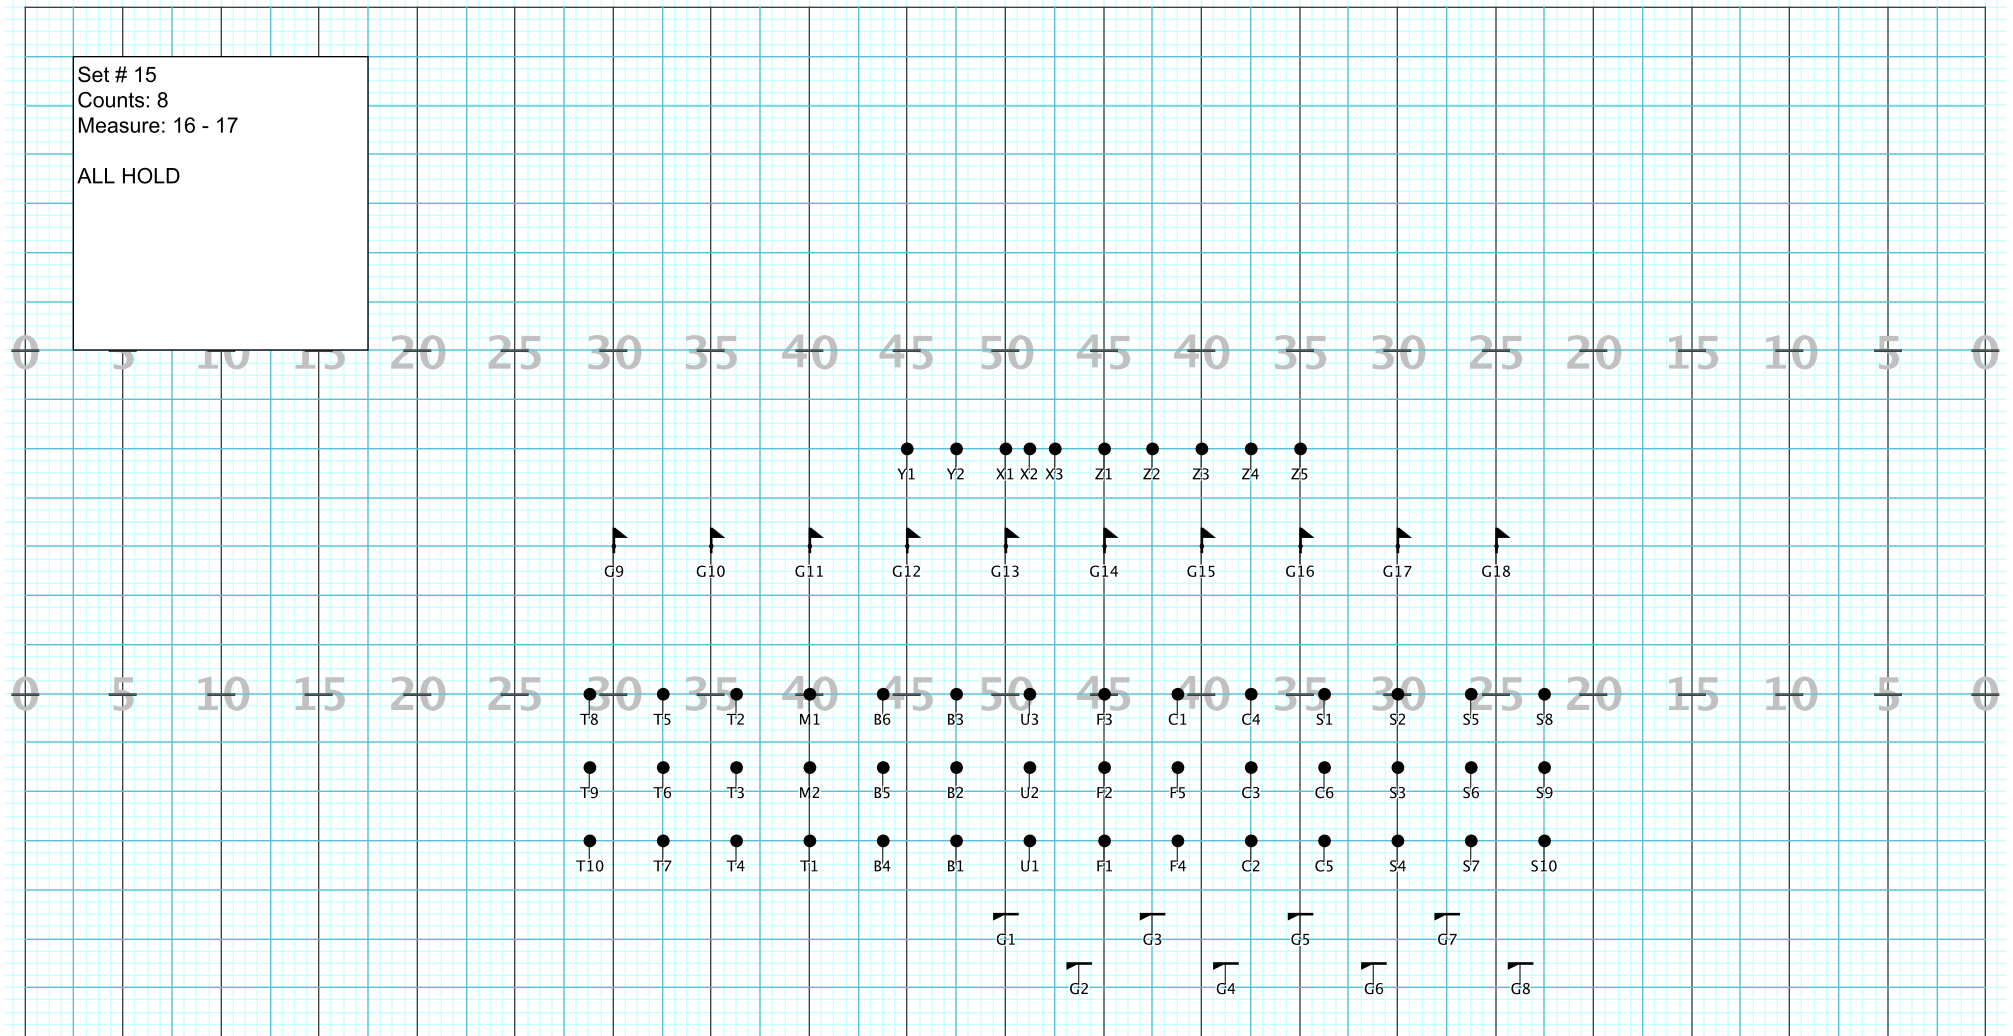 Set # 15
Counts: 8
Measure: 16 - 17
ALL HOLD
0 5 10 15 20 25 30 35 40 45 50 45 40 35 30 25 20 15 10 5 0
Y1 Y2 X1 X2 X3 Z1 Z2 Z3 Z4 Z5
G9 G10 G11 G12 G13 G14 G15 G16 G17 G18
0 5 10 15 20 25 30 35 40 45 50 45 40 35 30 25 20 15 10 5 0
T8 T5 T2 M1 B6 B3 U3 F3 C1 C4 S1 S2 S5 S8
T9 T6 T3 M2 B5 B2 U2 F2 F5 C3 C6 S3 S6 S9
T10 T7 T4 T1 B4 B1 U1 F1 F4 C2 C5 S4 S7 S10
G1 G3 G5 G7
G2 G4 G6 G8